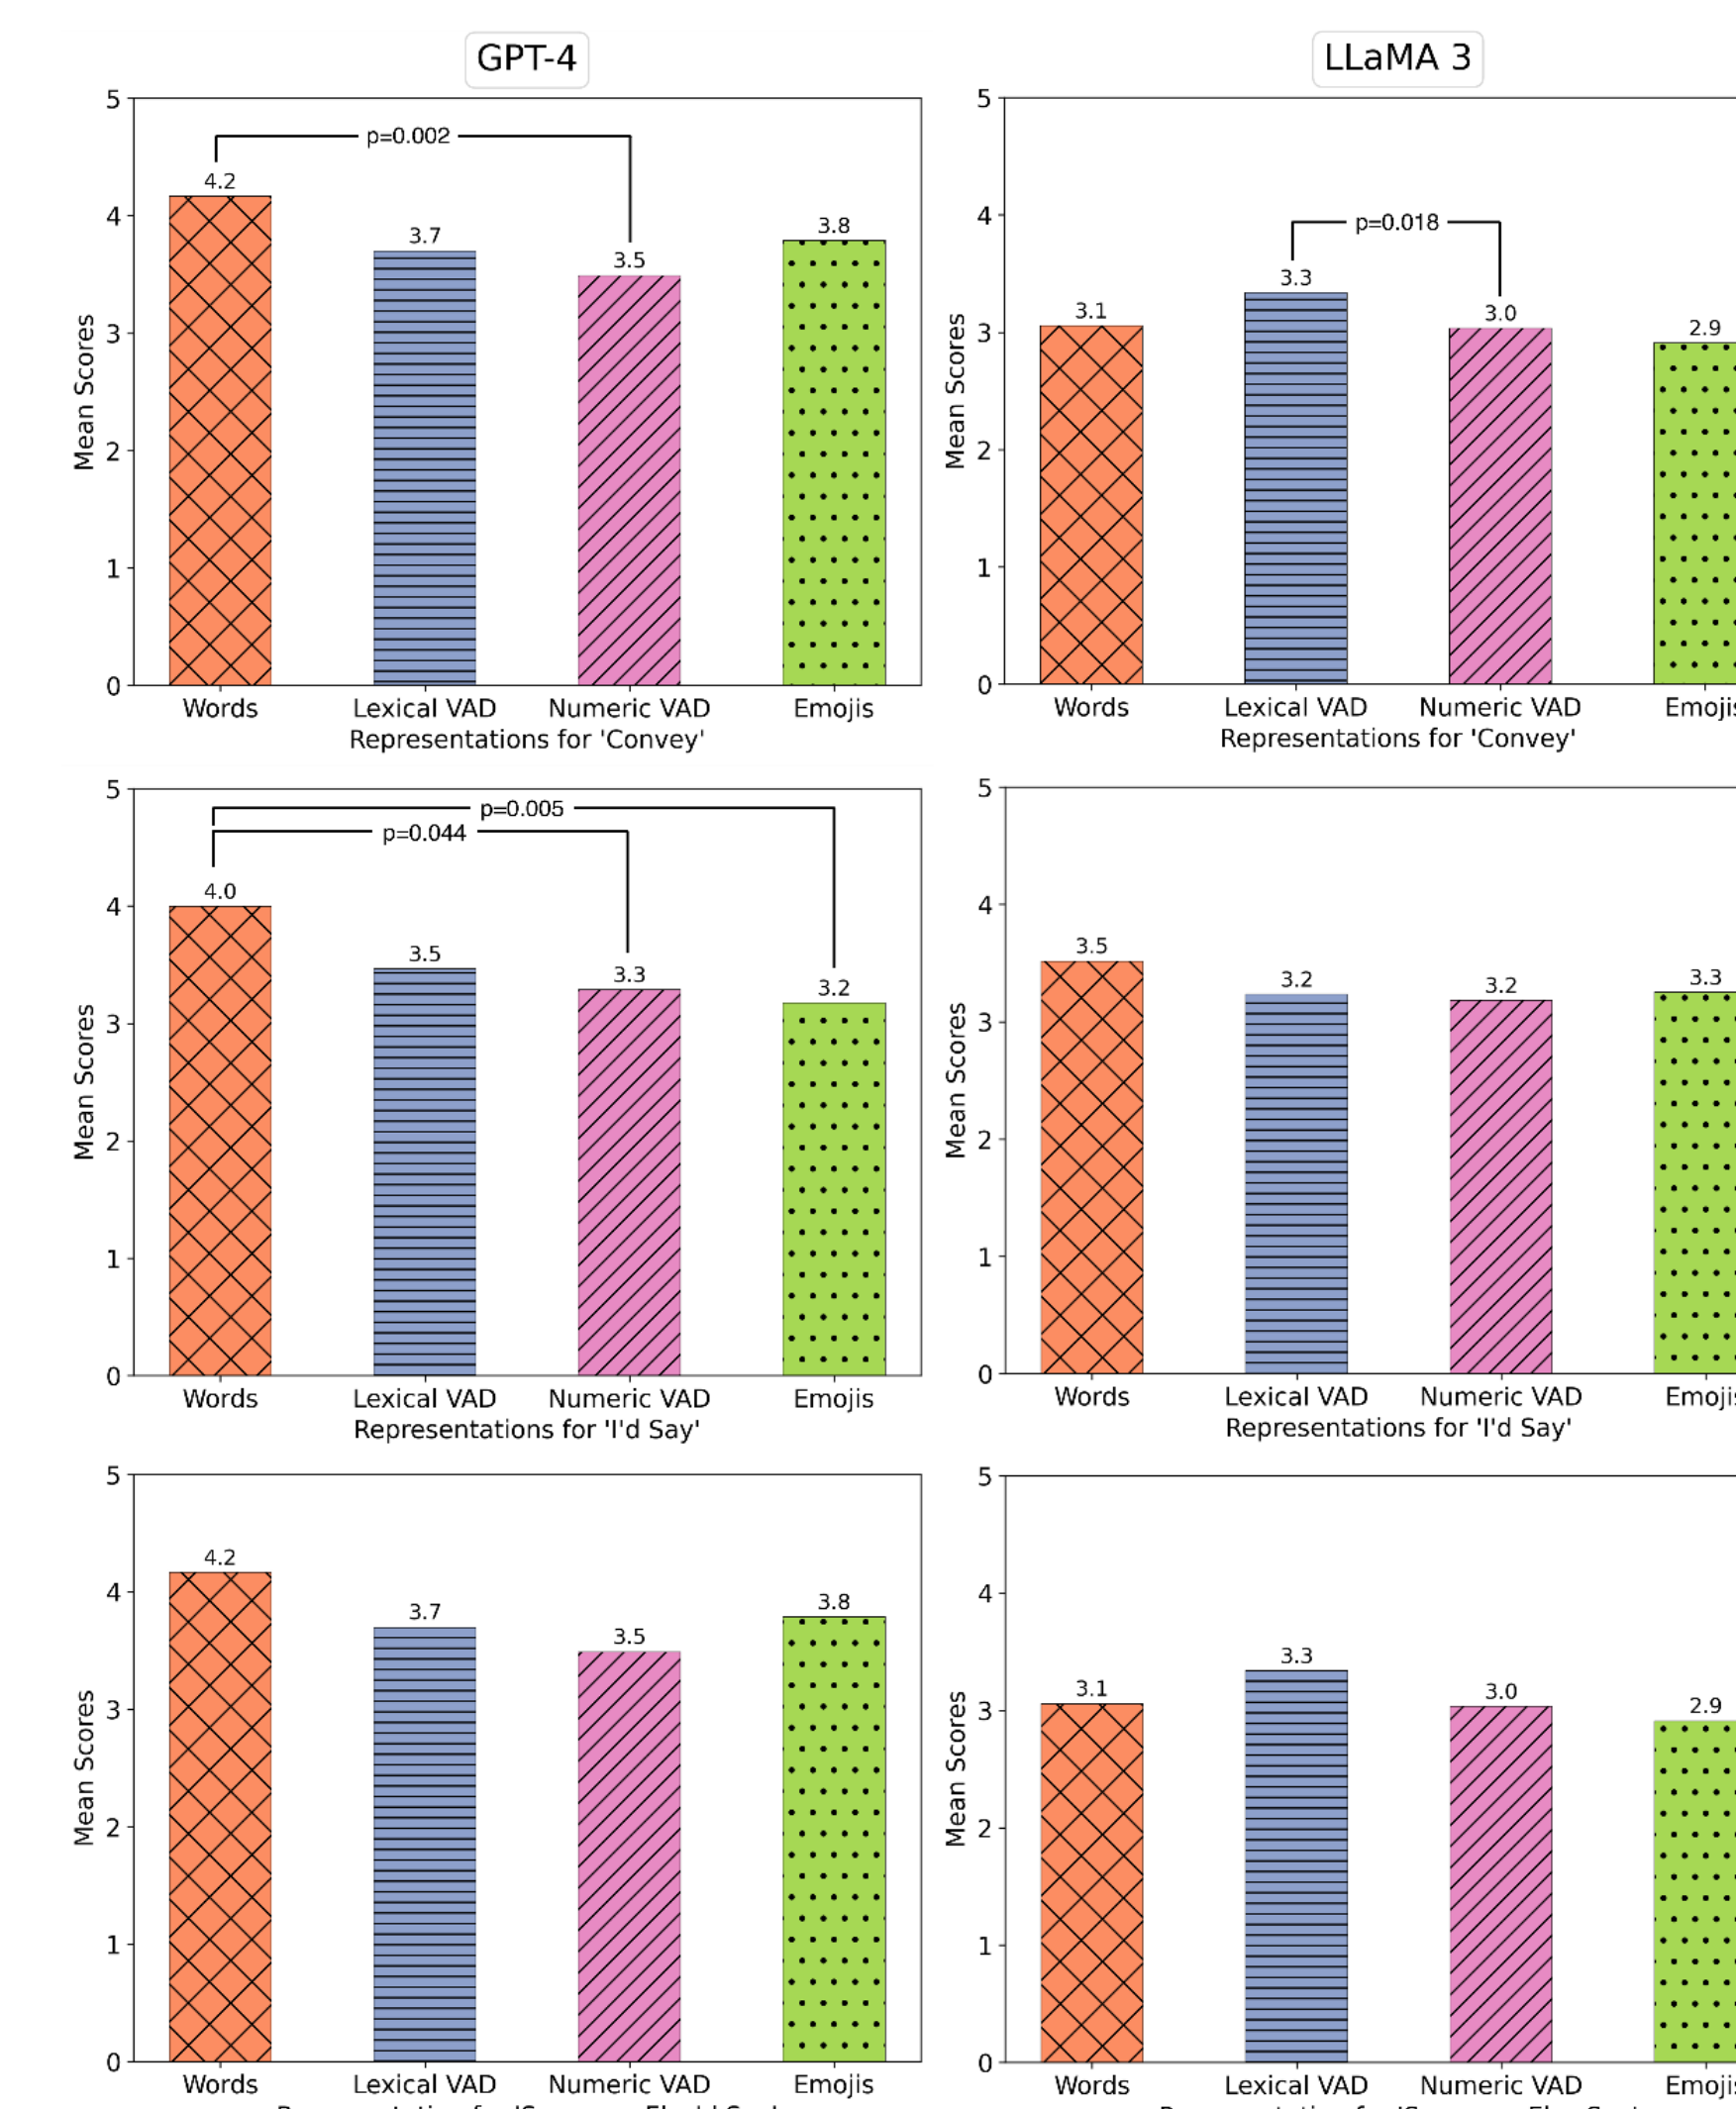 GPT-4
LLaMA 3
5
4
3
2
1
0
Mean Scores
p=0.002
4.2
3.7
3.5
3.8
Words Lexical VAD Numeric VAD Emojis
Representations for 'Convey'
5
4
3
2
1
0
Mean Scores
p=0.018
3.1
3.3
3.0
2.9
Words Lexical VAD Numeric VAD Emojis
Representations for 'Convey'
5
4
3
2
1
0
Mean Scores
p=0.005
p=0.044
4.0
3.5
3.3
3.2
Words Lexical VAD Numeric VAD Emojis
Representations for 'I'd Say'
5
4
3
2
1
0
Mean Scores
3.5
3.2
3.2
3.3
Words Lexical VAD Numeric VAD Emojis
Representations for 'I'd Say'
5
4
3
2
1
0
Mean Scores
4.2
3.7
3.5
3.8
Words Lexical VAD Numeric VAD Emojis
5
4
3
2
1
0
Mean Scores
3.1
3.3
3.0
2.9
Words Lexical VAD Numeric VAD Emojis